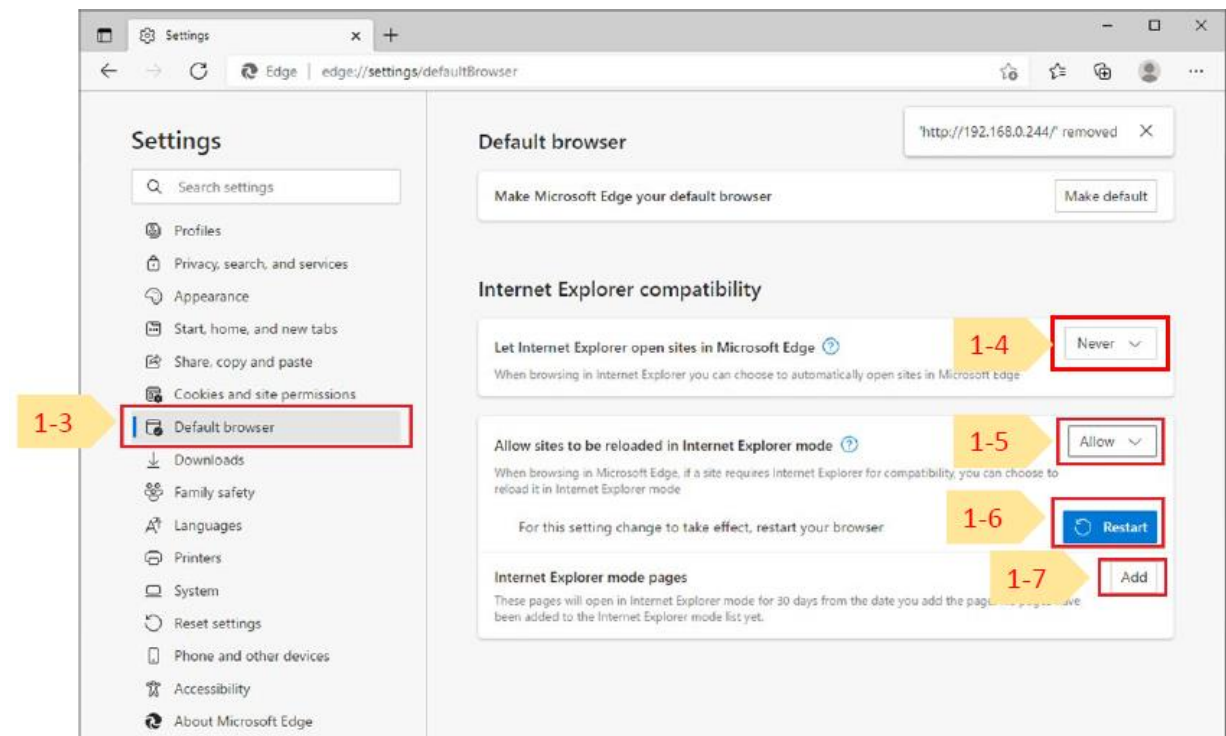 Settings
Edge | edge://settings/defaultBrowser
Settings
Search settings
Profiles
Privacy, search, and services
Appearance
Start, home, and new tabs
Share, copy and paste
Cookies and site permissions
1-3
Default browser
Downloads
Family safety
Languages
Printers
System
Reset settings
Phone and other devices
Accessibility
About Microsoft Edge
'http://192.168.0.244/' removed
Default browser
Make Microsoft Edge your default browser
Make default
Internet Explorer compatibility
Let Internet Explorer open sites in Microsoft Edge
1-4
Never
When browsing in Internet Explorer you can choose to automatically open sites in Microsoft Edge
Allow sites to be reloaded in Internet Explorer mode
1-5
Allow
When browsing in Microsoft Edge, if a site requires Internet Explorer for compatibility, you can choose to
reload it in Internet Explorer mode
For this setting change to take effect, restart your browser
1-6
Restart
Internet Explorer mode pages
1-7
Add
These pages will open in Internet Explorer mode for 30 days from the date you add the page.
been added to the Internet Explorer mode list yet.